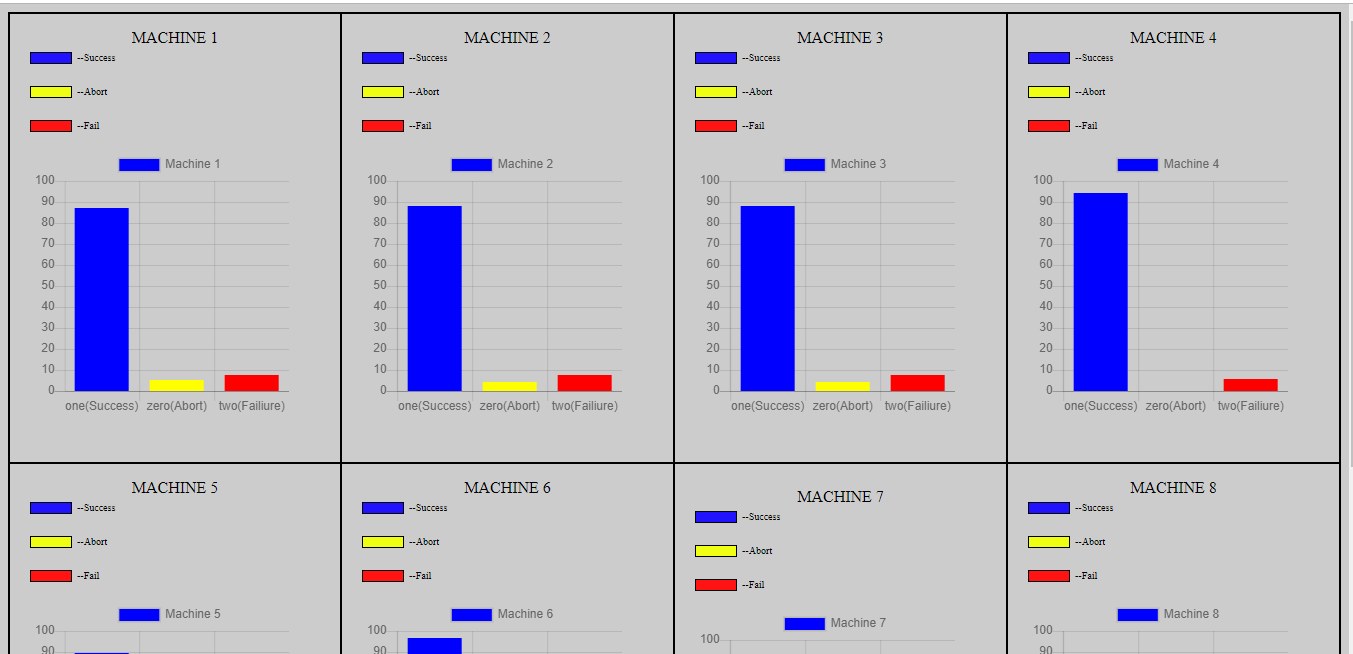 MACHINE 1
--Success
--Abort
--Fail
Machine 1
100
90
80
70
60
50
40
30
20
10
0
one(Success) zero(Abort) two(Failiure)
MACHINE 2
--Success
--Abort
--Fail
Machine 2
100
90
80
70
60
50
40
30
20
10
0
one(Success) zero(Abort) two(Failiure)
MACHINE 3
--Success
--Abort
--Fail
Machine 3
100
90
80
70
60
50
40
30
20
10
0
one(Success) zero(Abort) two(Failiure)
MACHINE 4
--Success
--Abort
--Fail
Machine 4
100
90
80
70
60
50
40
30
20
10
0
one(Success) zero(Abort) two(Failiure)
MACHINE 5
--Success
--Abort
--Fail
Machine 5
100
90
MACHINE 6
--Success
--Abort
--Fail
Machine 6
100
90
MACHINE 7
--Success
--Abort
--Fail
Machine 7
100
MACHINE 8
--Success
--Abort
--Fail
Machine 8
100
90